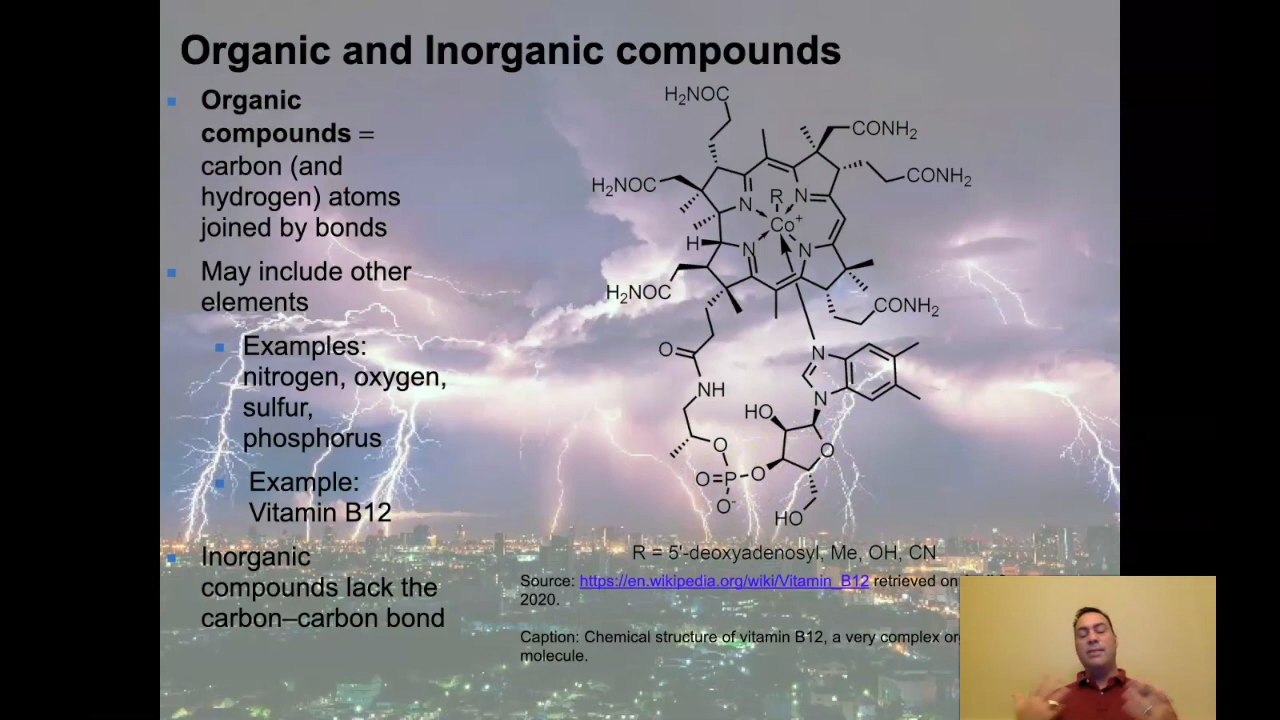 Organic and Inorganic compounds
Organic
compounds =
carbon (and
hydrogen) atoms
joined by bonds
May include other
elements
Examples:
nitrogen, oxygen,
sulfur,
phosphorus
Example:
Vitamin B12
Inorganic
compounds lack the
carbon–carbon bond
H₂NOC
CONH₂
H₂NOC
CONH₂
R
N
N
Co⁺
H
N
N
H₂NOC
CONH₂
O
N
NH
N
HO
O
O
O=P
O
O⁻
HO
R = 5'-deoxyadenosyl, Me, OH, CN
Source: https://en.wikipedia.org/wiki/Vitamin_B12 retrieved on
2020.
Caption: Chemical structure of vitamin B12, a very complex
molecule.